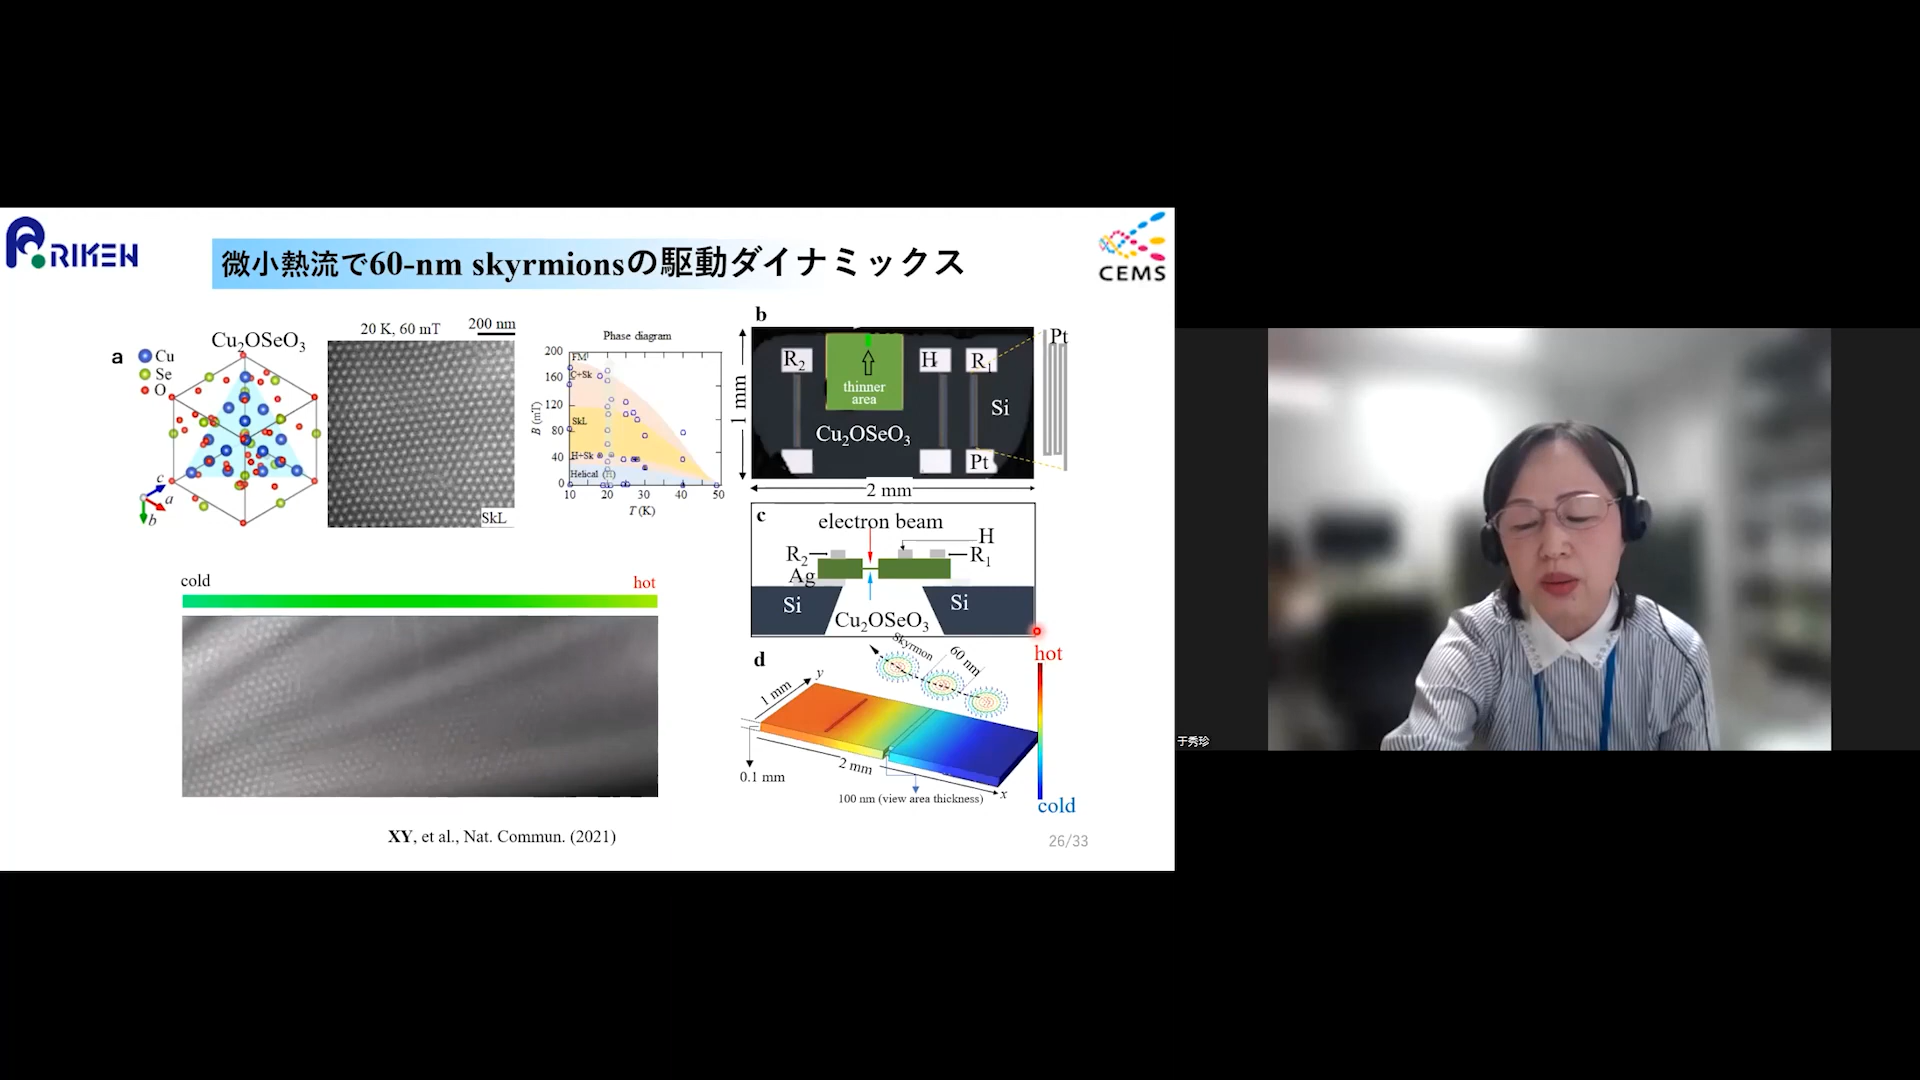 RIKEN
微小熱流で60-nm skyrmionsの駆動ダイナミックス
CEMS
a
Cu
Se
O
Cu2OSeO3
c
a
b
20 K, 60 mT
200 nm
SkL
Phase diagram
B (mT)
200
160
120
80
40
0
FM
C+Sk
SkL
H+Sk
Helical (H)
10
20
30
40
50
T (K)
b
1 mm
R2
thinner
area
H
R1
Si
Cu2OSeO3
Pt
Pt
2 mm
c
electron beam
H
R2
R1
Ag
Si
Si
Cu2OSeO3
cold
hot
d
Skyrmon
60 nm
y
1 mm
2 mm
0.1 mm
100 nm (view area thickness)
x
hot
cold
XY, et al., Nat. Commun. (2021)
26/33
于秀珍